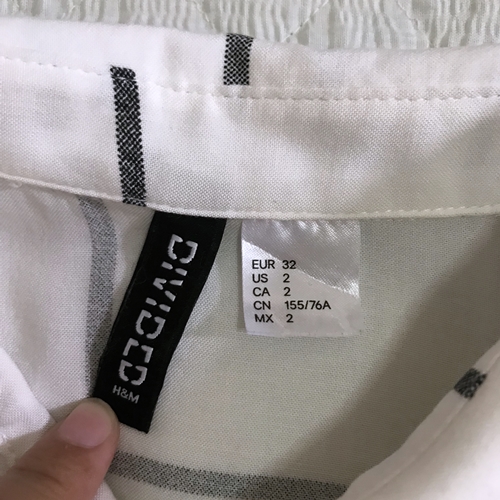 DIVIDED
H&M
EUR 32
US 2
CA 2
CN 155/76A
MX 2